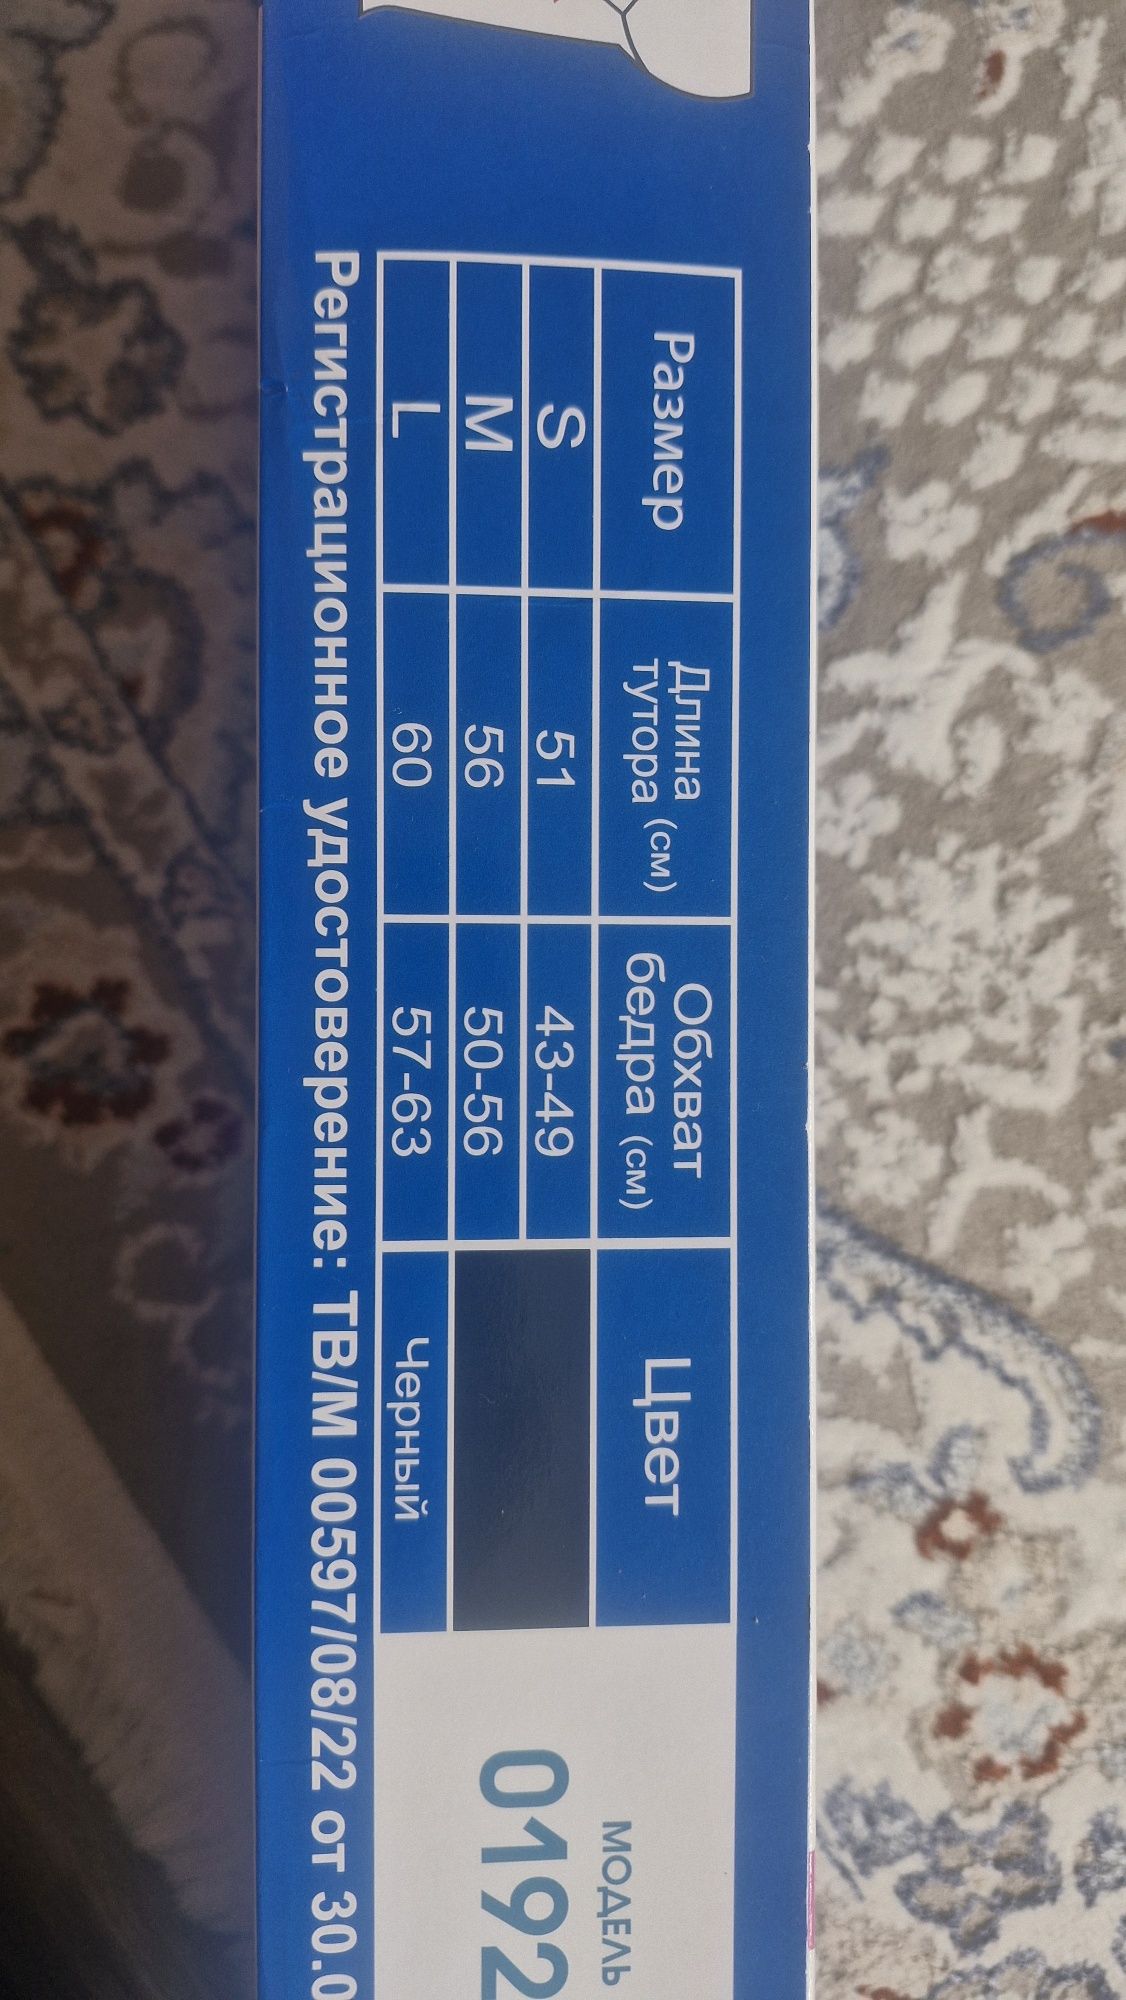 Размер Длина тутора (см) Обхват бедра (см) Цвет
S 51 43-49
M 56 50-56
L 60 57-63 Черный
МОДЕЛЬ
0192
Регистрационное удостоверение: ТВ/М 00597/08/22 от 30.0